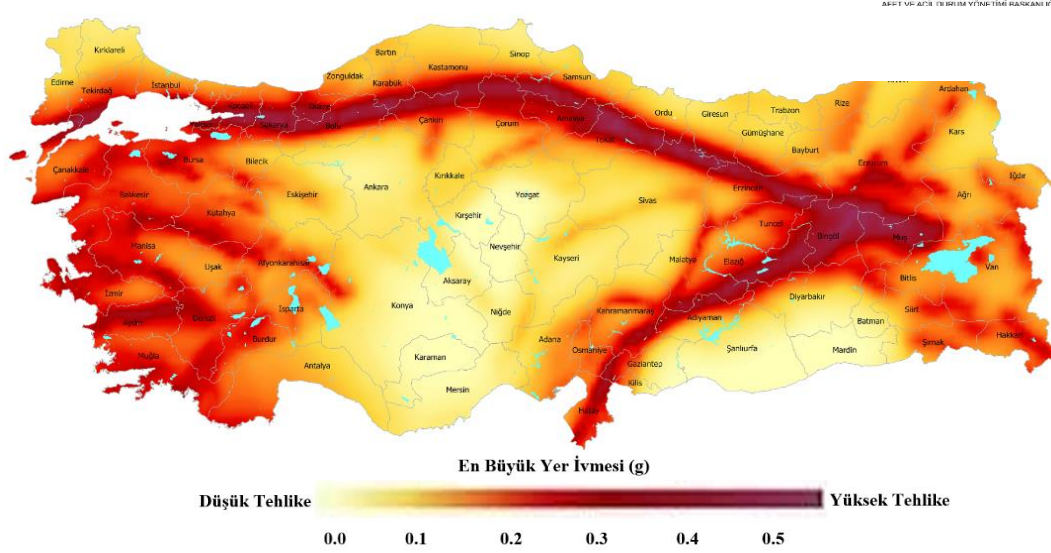 AFET VE ACİL DURUM YÖNETİMİ BAŞKANLIĞ
Kırklareli
Edirne
Tekirdağ
İstanbul
Sakarya
Bolu
Zonguldak
Bartın
Karabük
Kastamonu
Sinop
Samsun
Çankırı
Çorum
Amasya
Tokat
Ordu
Giresun
Trabzon
Gümüşhane
Rize
Bayburt
Ardahan
Kars
Erzurum
Iğdır
Ağrı
Çanakkale
Balıkesir
Bursa
Bilecik
Eskişehir
Kütahya
Ankara
Kırıkkale
Yozgat
Kırşehir
Sivas
Erzincan
Tunceli
Bingöl
Muş
Van
Bitlis
Manisa
Uşak
Afyonkarahisar
İzmir
Aydın
Denizli
Isparta
Burdur
Muğla
Antalya
Konya
Aksaray
Nevşehir
Niğde
Kayseri
Malatya
Elazığ
Diyarbakır
Batman
Siirt
Şırnak
Hakkari
Mardin
Şanlıurfa
Adıyaman
Kahramanmaraş
Gaziantep
Kilis
Osmaniye
Adana
Hatay
Karaman
Mersin
En Büyük Yer İvmesi (g)
Düşük Tehlike
Yüksek Tehlike
0.0 0.1 0.2 0.3 0.4 0.5